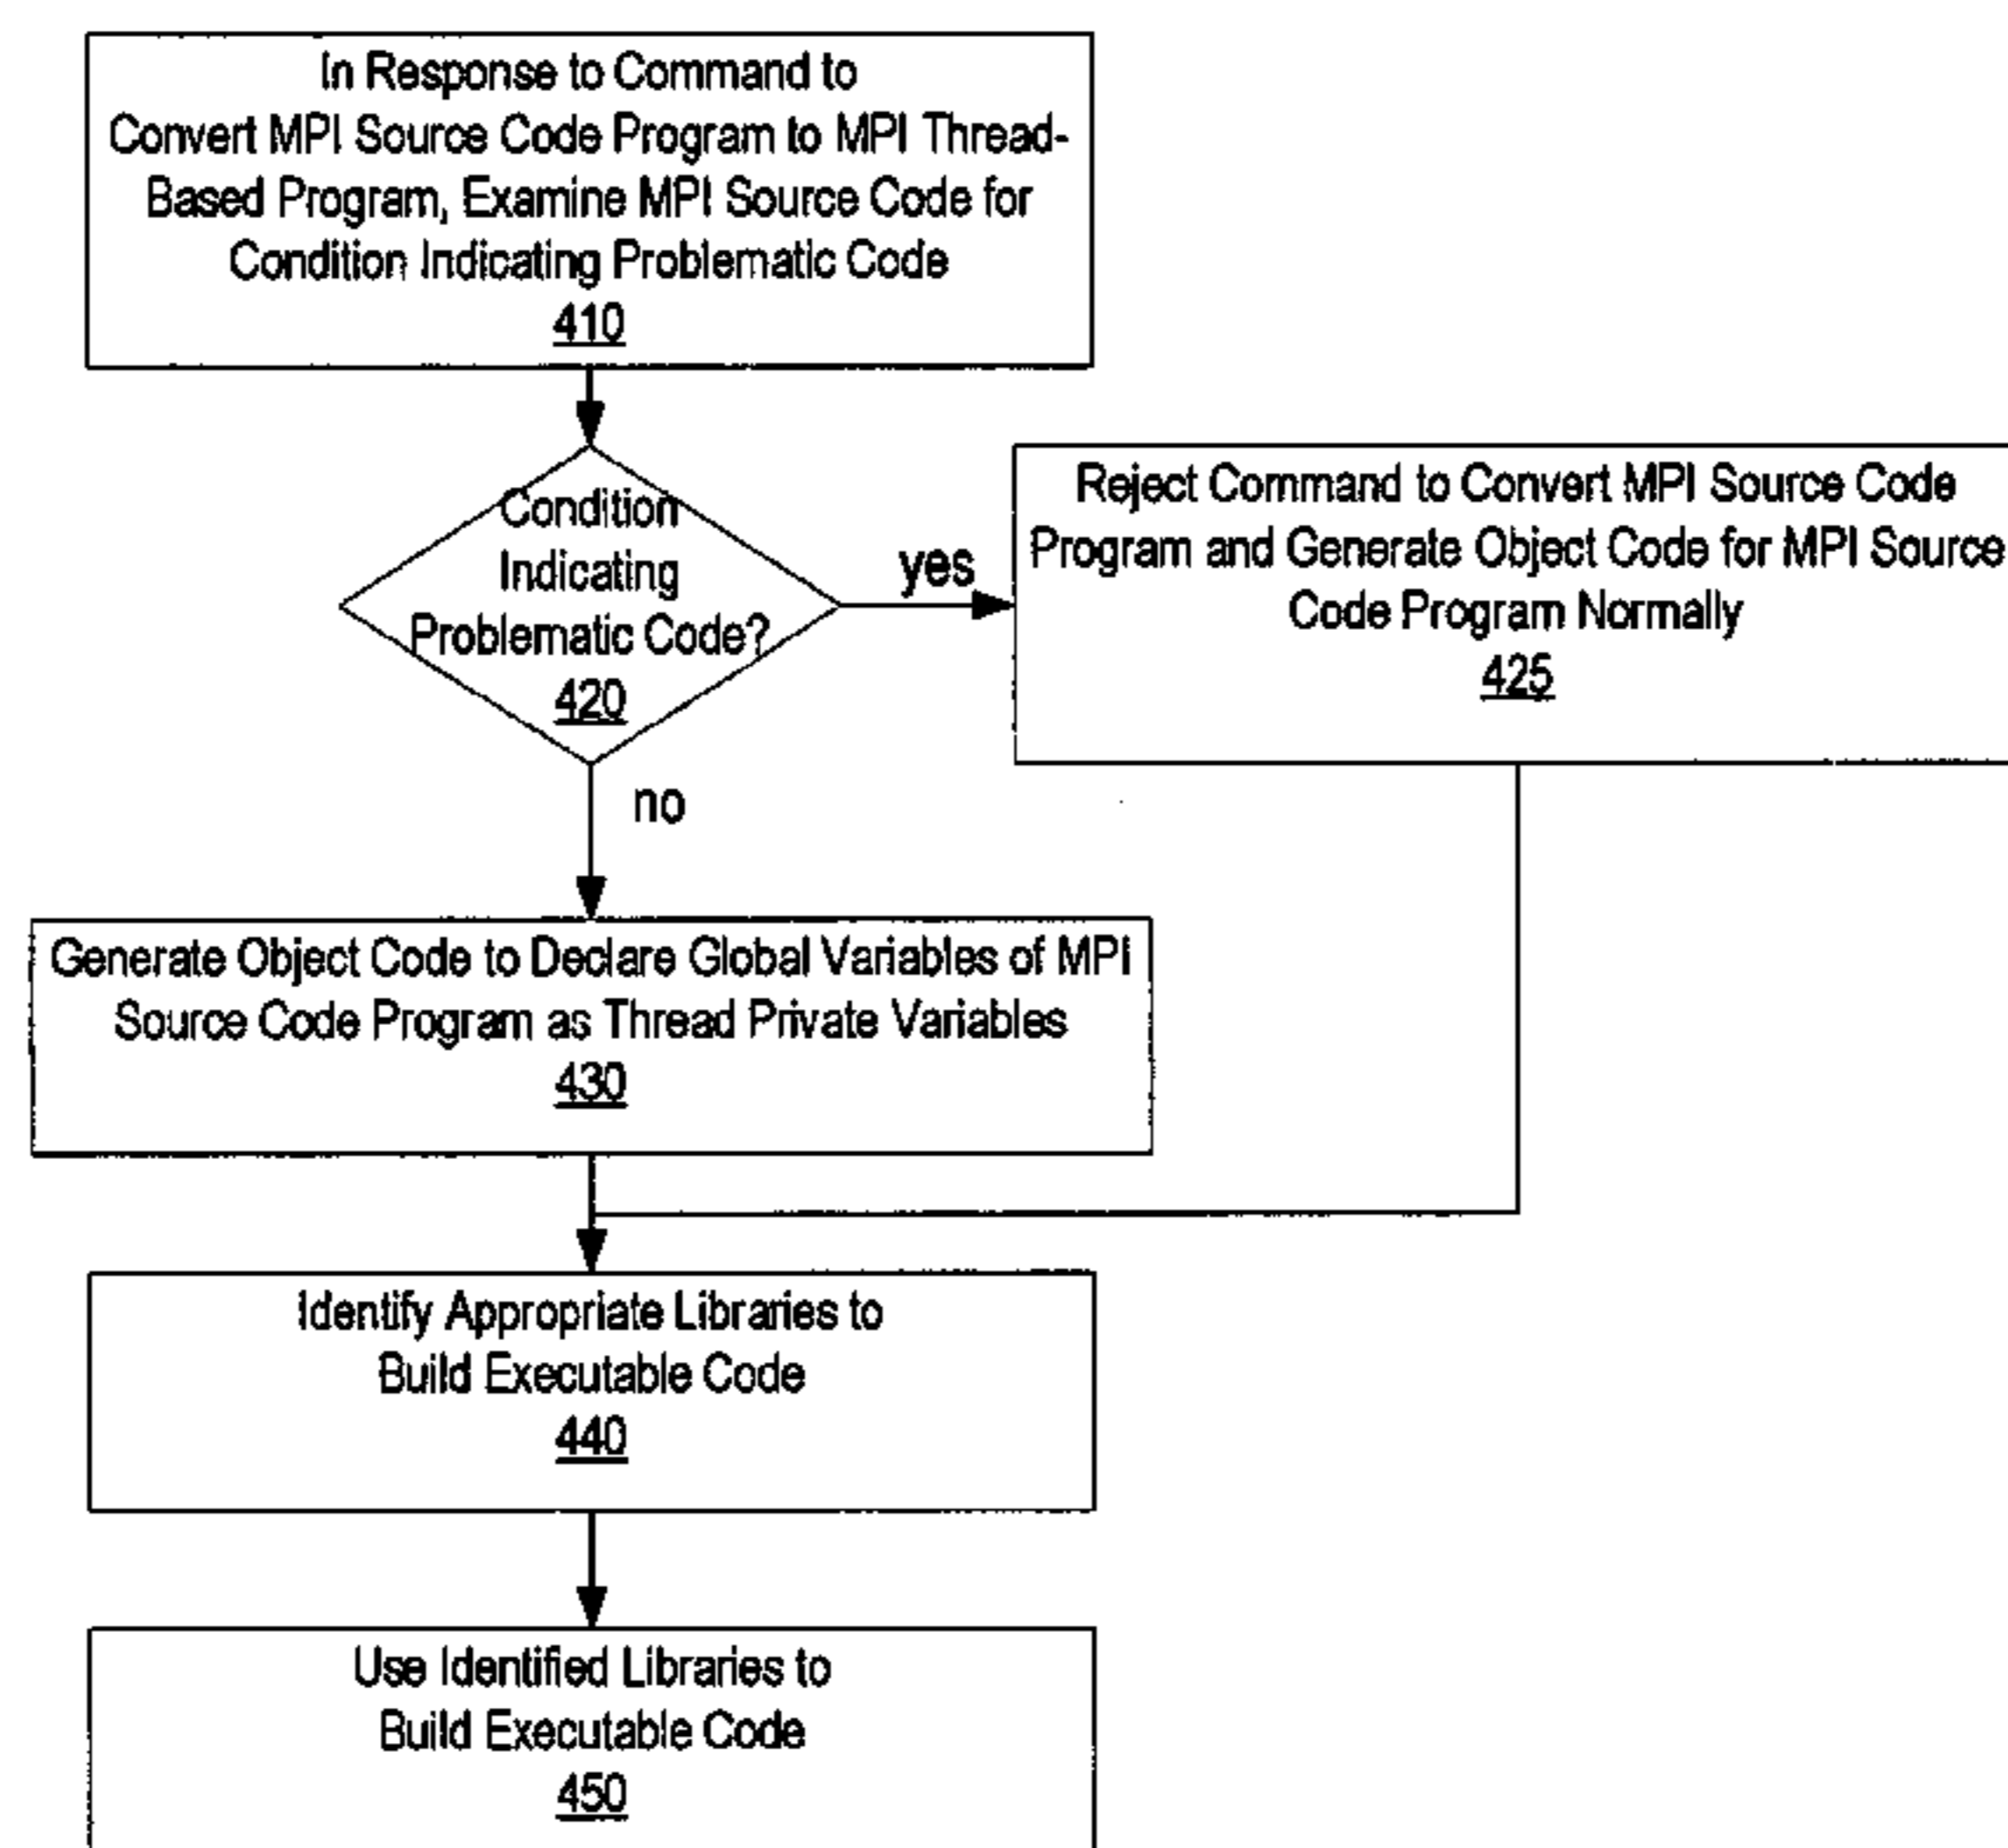 In Response to Command to
Convert MPI Source Code Program to MPI Thread-
Based Program, Examine MPI Source Code for
Condition Indicating Problematic Code
410
Condition
Indicating
Problematic Code?
420
yes
Reject Command to Convert MPI Source Code
Program and Generate Object Code for MPI Source
Code Program Normally
425
no
Generate Object Code to Declare Global Variables of MPI
Source Code Program as Thread Private Variables
430
Identify Appropriate Libraries to
Build Executable Code
440
Use Identified Libraries to
Build Executable Code
450